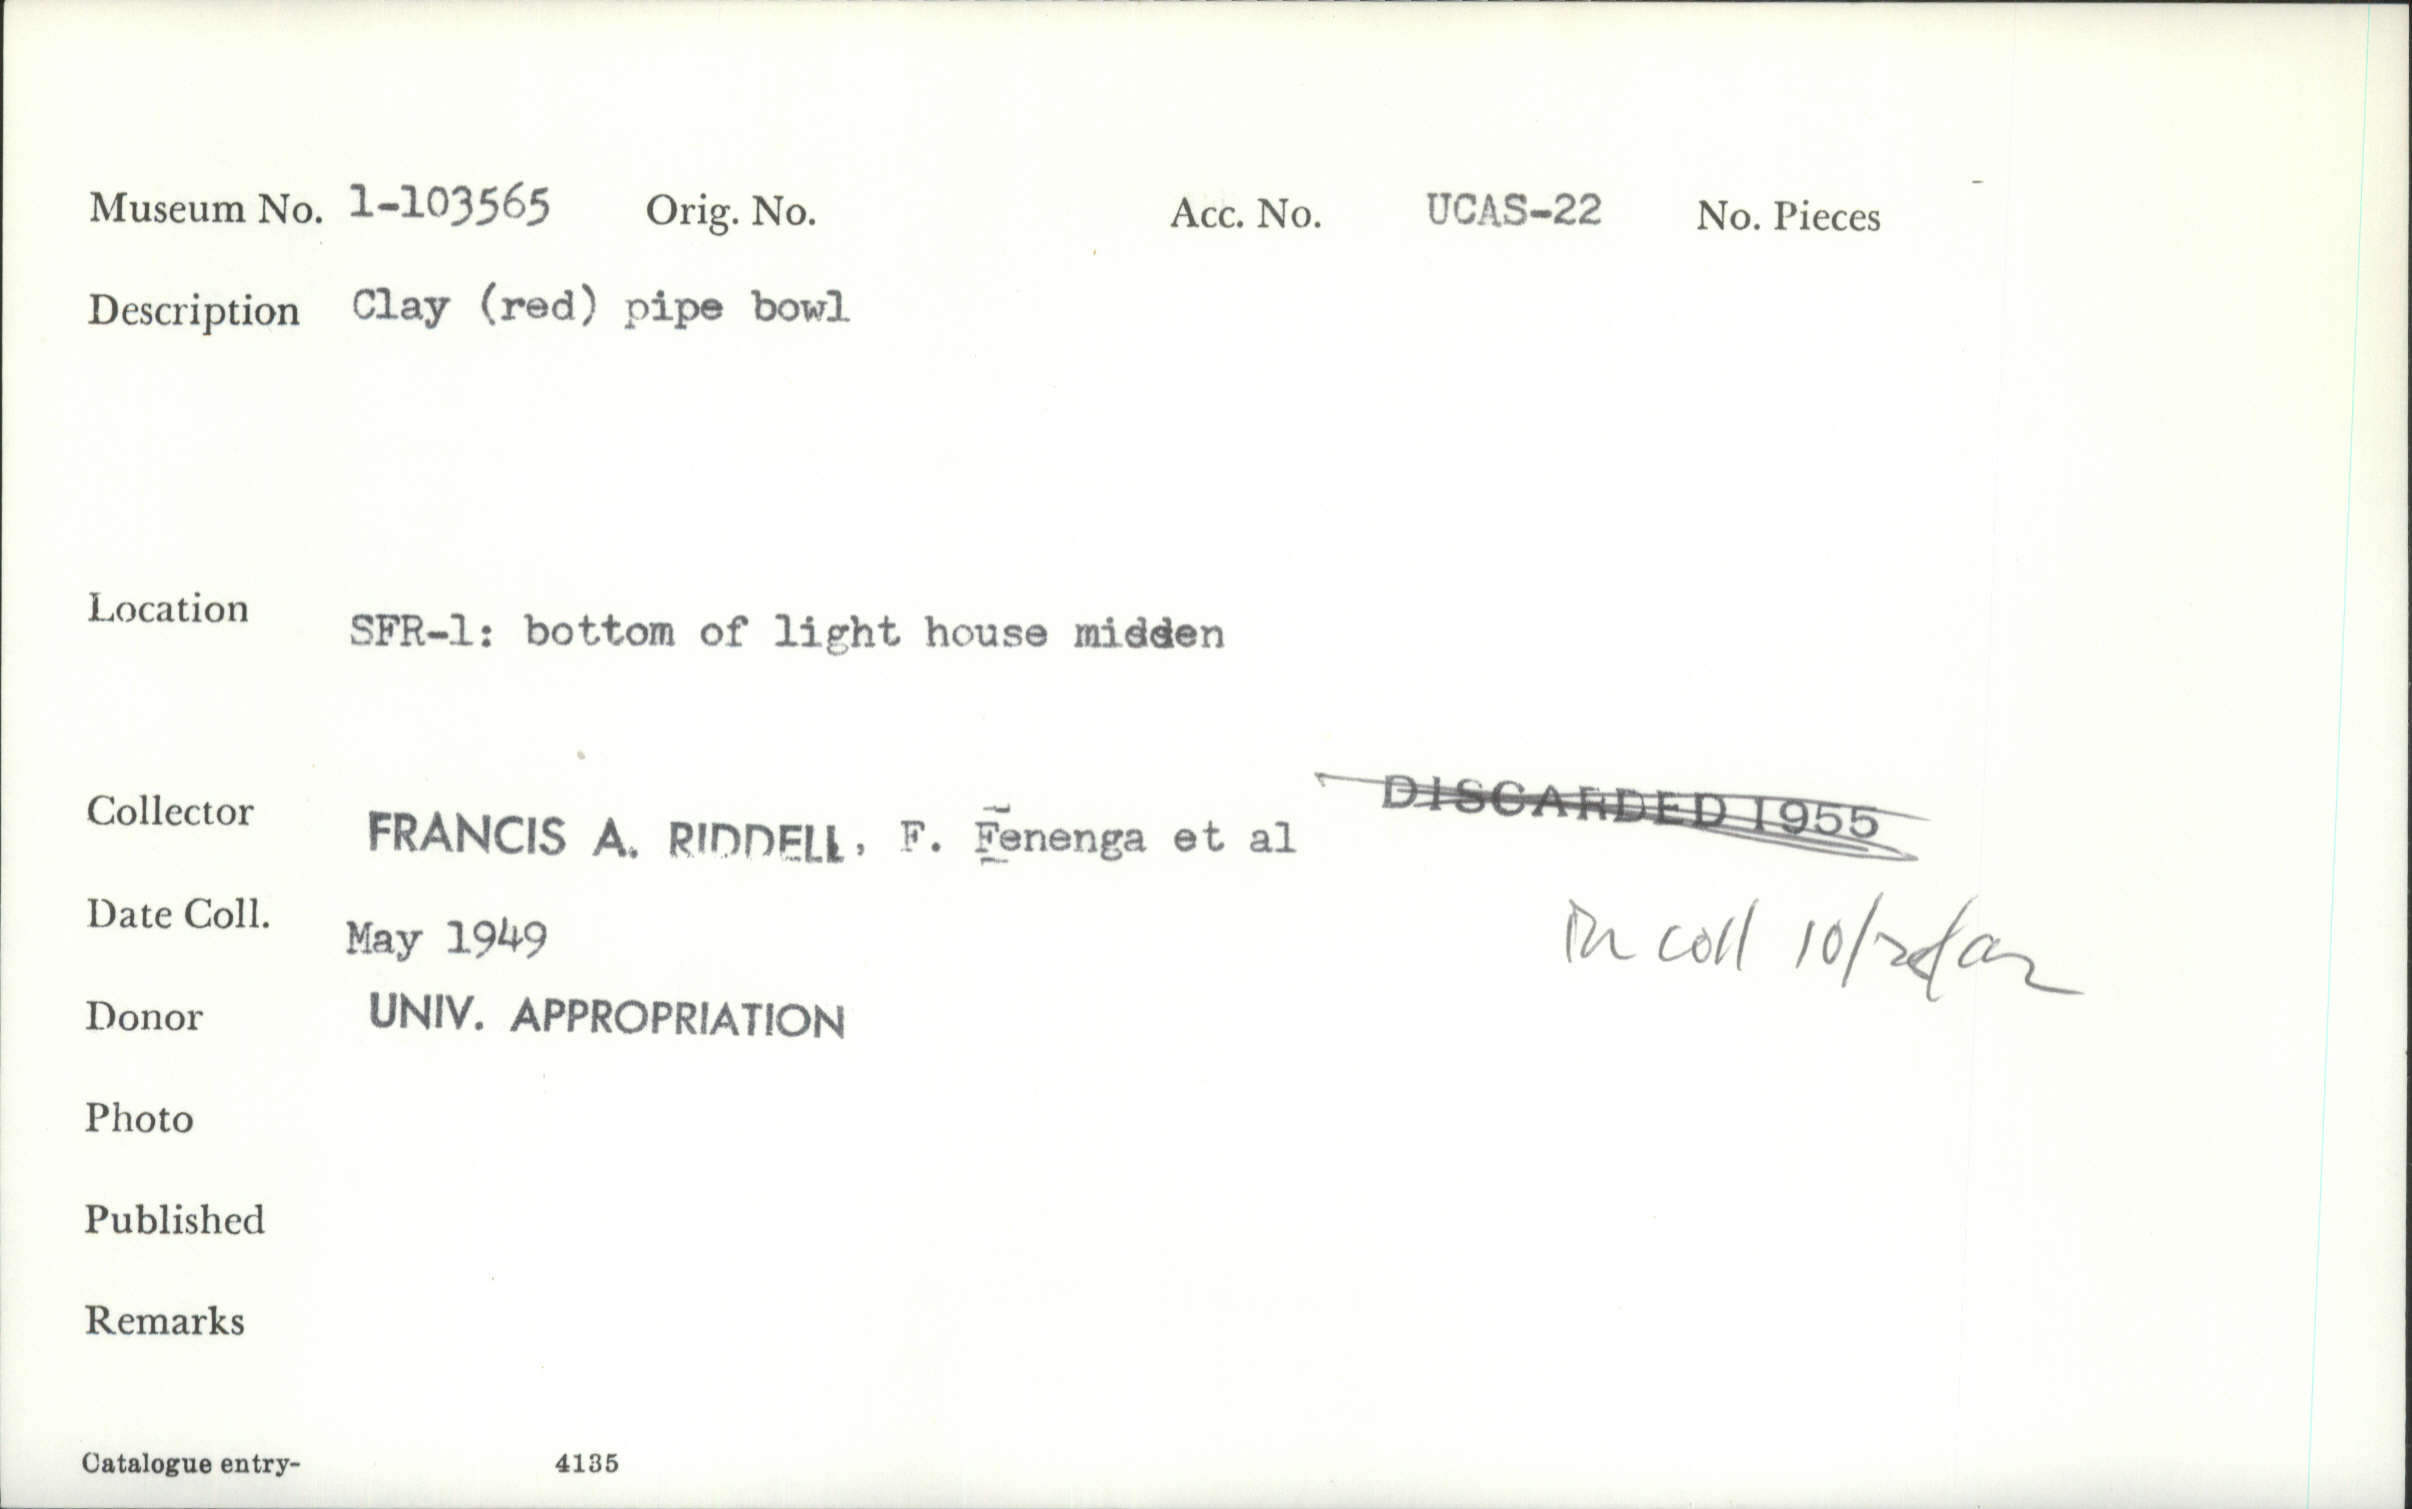 Museum No. 1-103565 Orig. No. Acc. No. UCAS-22 No. Pieces
Description Clay (red) pipe bowl
Location
SFR-1: bottom of light house midden
DISCARDED 1955
Collector FRANCIS A. RIDDELL, F. Fenenga et al
Date Coll. May 1949
In coll
Donor UNIV. APPROPRIATION
Photo
Published
Remarks
Catalogue entry- 4135